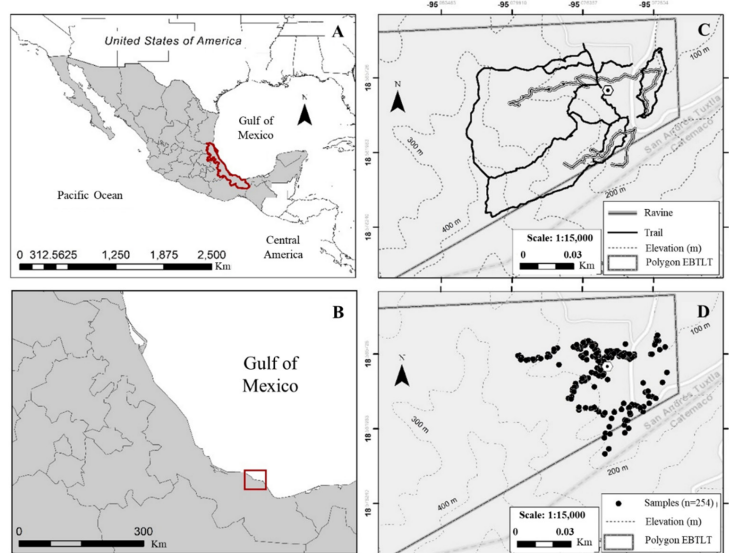 A
United States of America
N
Gulf of
Mexico
Pacific Ocean
Central
America
0 312.5625 1,250 1,875 2,500
Km
B
Gulf of
Mexico
0 300
Km
-95 -95 -95 -95
C
100 m
N
18
300 m
18
San Andrés Tuxtla
Catemaco
200 m
400 m
18
Ravine
Trail
Elevation (m)
Polygon EBTLT
Scale: 1:15,000
0 0.03
Km
D
100 m
N
18
300 m
18
San Andrés Tuxtla
Catemaco
200 m
400 m
18
Samples (n=254)
Elevation (m)
Polygon EBTLT
Scale: 1:15,000
0 0.03
Km